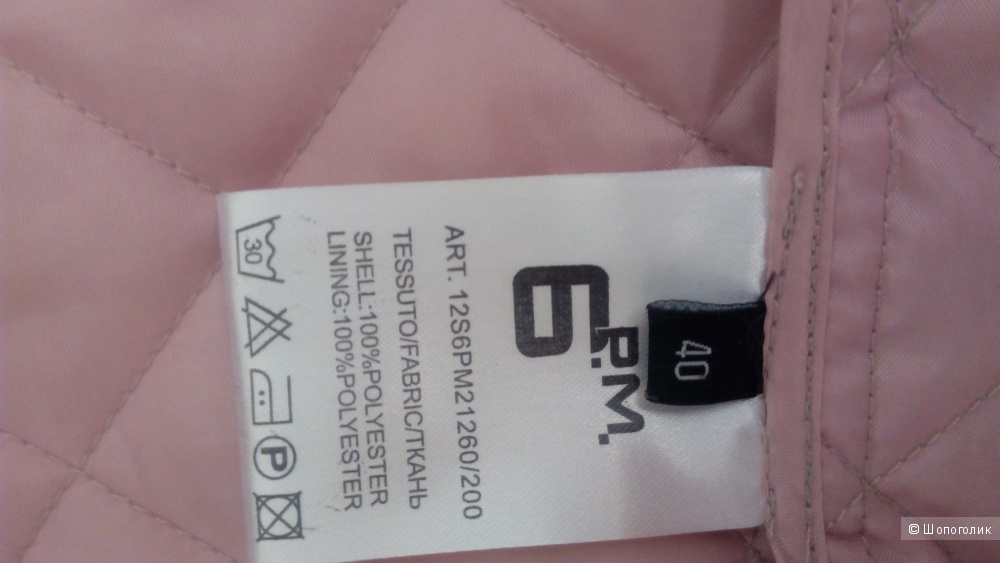 40
6
P.M.
ART. 12S6PM21260/200
TESSUTO/FABRIC/ТКАНЬ
SHELL:100%POLYESTER
LINING:100%POLYESTER
30
P
© Шопоголик